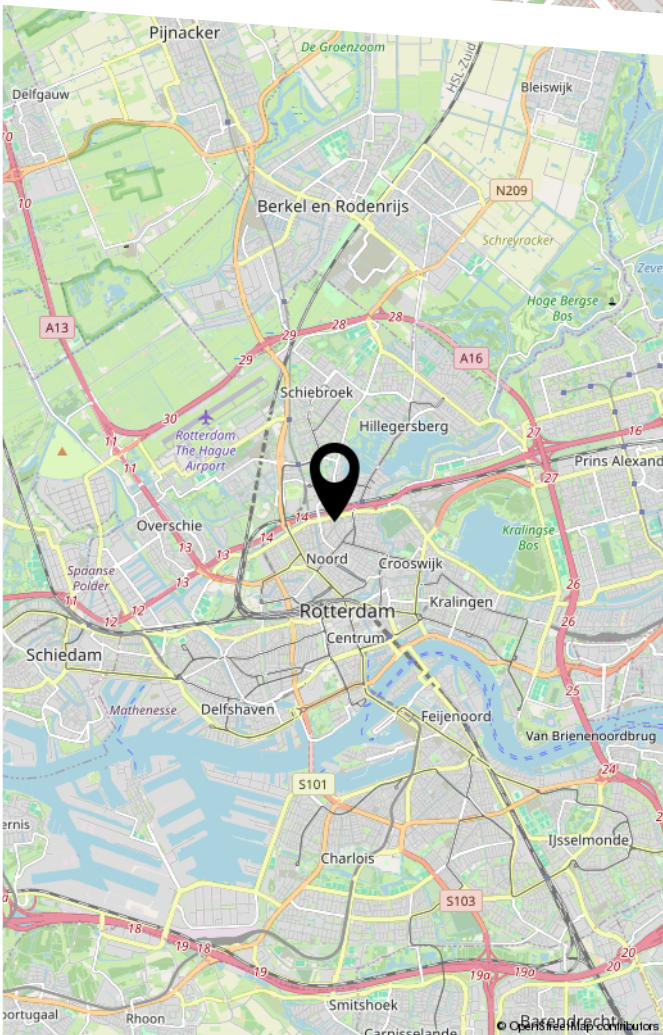 Pijnacker
De Groenzoom
HSL-Zuid
Bleiswijk
Delfgauw
10
10
N209
Berkel en Rodenrijs
Schreyracker
Hoge Bergse
Bos
A13
28
28
29
29
A16
Schiebroek
30
Hillegersberg
Rotterdam
The Hague
Airport
11
11
27
16
Prins Alexand
27
14
14
Overschie
13
13
13
Kralingse
Bos
Noord
Crooswijk
Spaanse
Polder
26
11
12
12
Rotterdam
Kralingen
26
Centrum
Schiedam
25
Mathenesse
Delfshaven
Feijenoord
Van Brienenoordbrug
24
S101
ernis
IJsselmonde
Charlois
S103
18
19
18
19
19a
19a
20
20
Smitshoek
ortugaal
Rhoon
Carnisselande
Barendrecht
© OpenStreetMap contributors